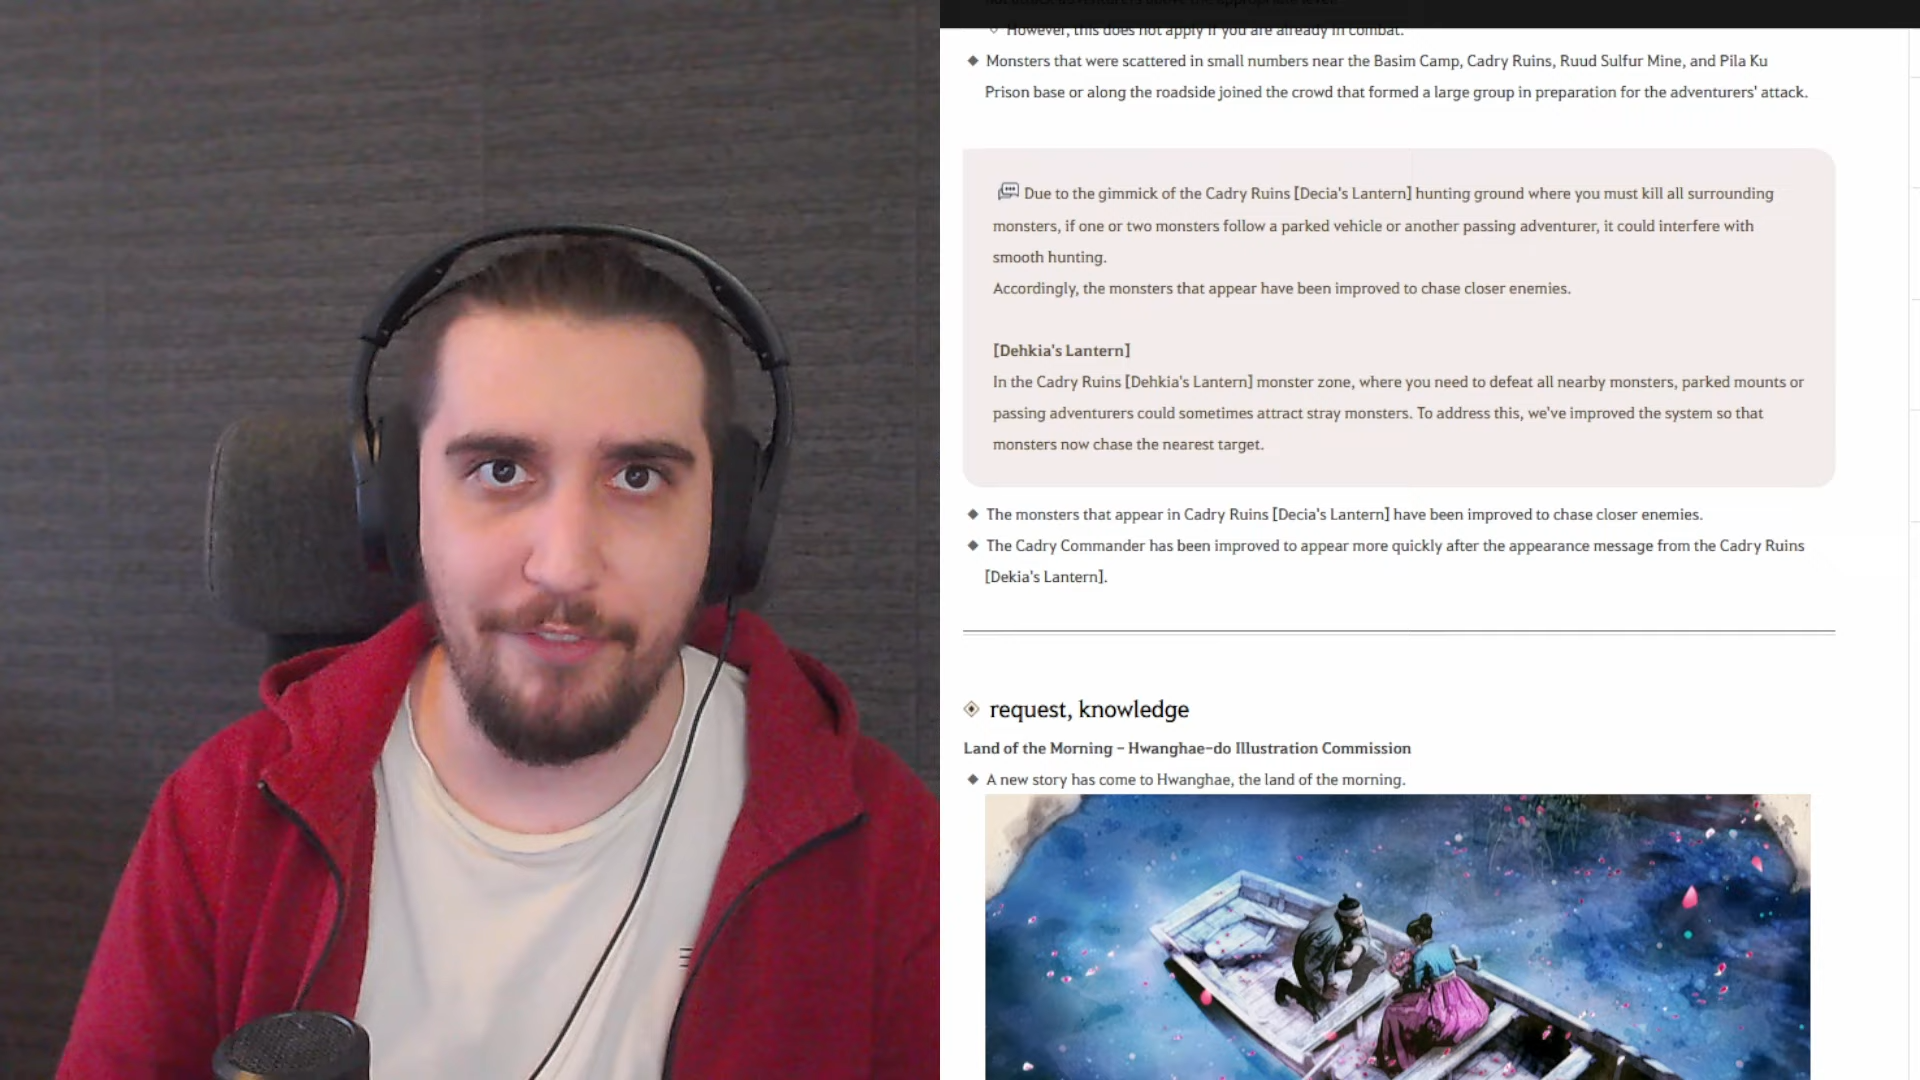 However, this does not apply if you are already in combat.
Monsters that were scattered in small numbers near the Basim Camp, Cadry Ruins, Ruud Sulfur Mine, and Pila Ku
Prison base or along the roadside joined the crowd that formed a large group in preparation for the adventurers' attack.
Due to the gimmick of the Cadry Ruins [Decia's Lantern] hunting ground where you must kill all surrounding
monsters, if one or two monsters follow a parked vehicle or another passing adventurer, it could interfere with
smooth hunting.
Accordingly, the monsters that appear have been improved to chase closer enemies.
[Dehkia's Lantern]
In the Cadry Ruins [Dehkia's Lantern] monster zone, where you need to defeat all nearby monsters, parked mounts or
passing adventurers could sometimes attract stray monsters. To address this, we've improved the system so that
monsters now chase the nearest target.
The monsters that appear in Cadry Ruins [Decia's Lantern] have been improved to chase closer enemies.
The Cadry Commander has been improved to appear more quickly after the appearance message from the Cadry Ruins
[Dekia's Lantern].
request, knowledge
Land of the Morning – Hwanghae-do Illustration Commission
A new story has come to Hwanghae, the land of the morning.